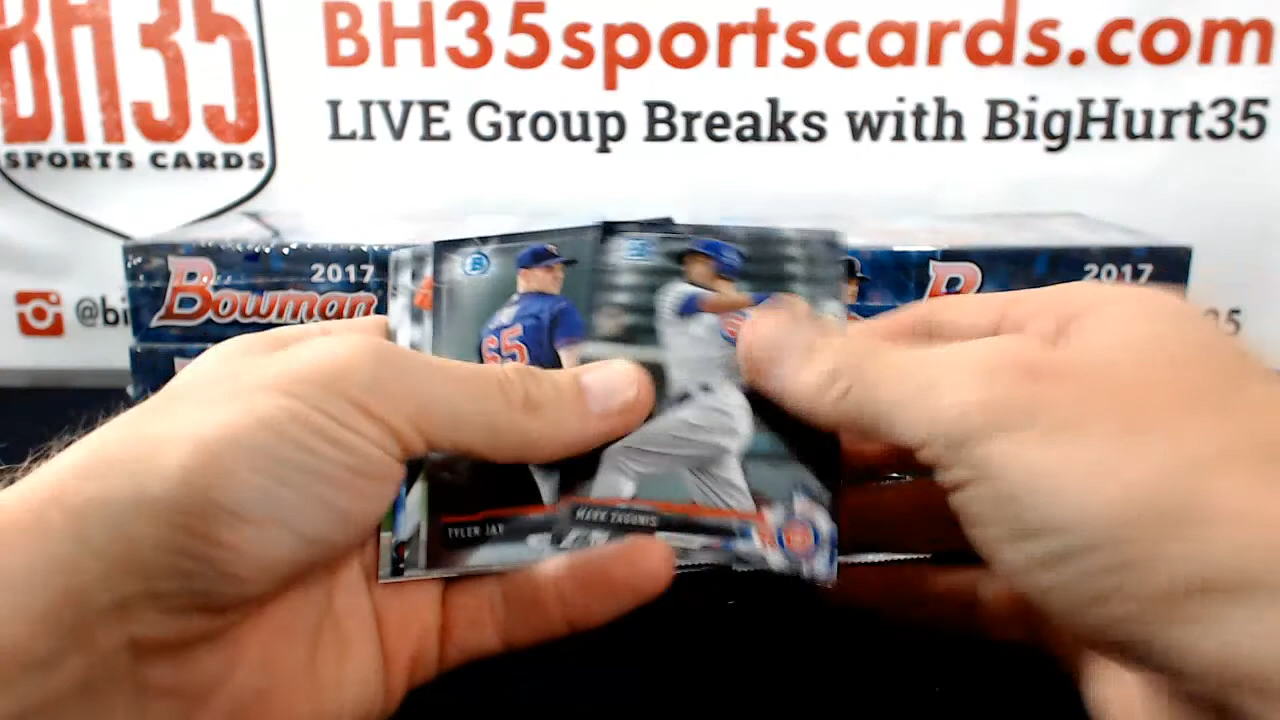 BH35
SPORTS CARDS
BH35sportscards.com
LIVE Group Breaks with BigHurt35
@bi
Bowman
2017
B
2017
35
B
65
TYLER JAY
B
MARK ZAGUNIS